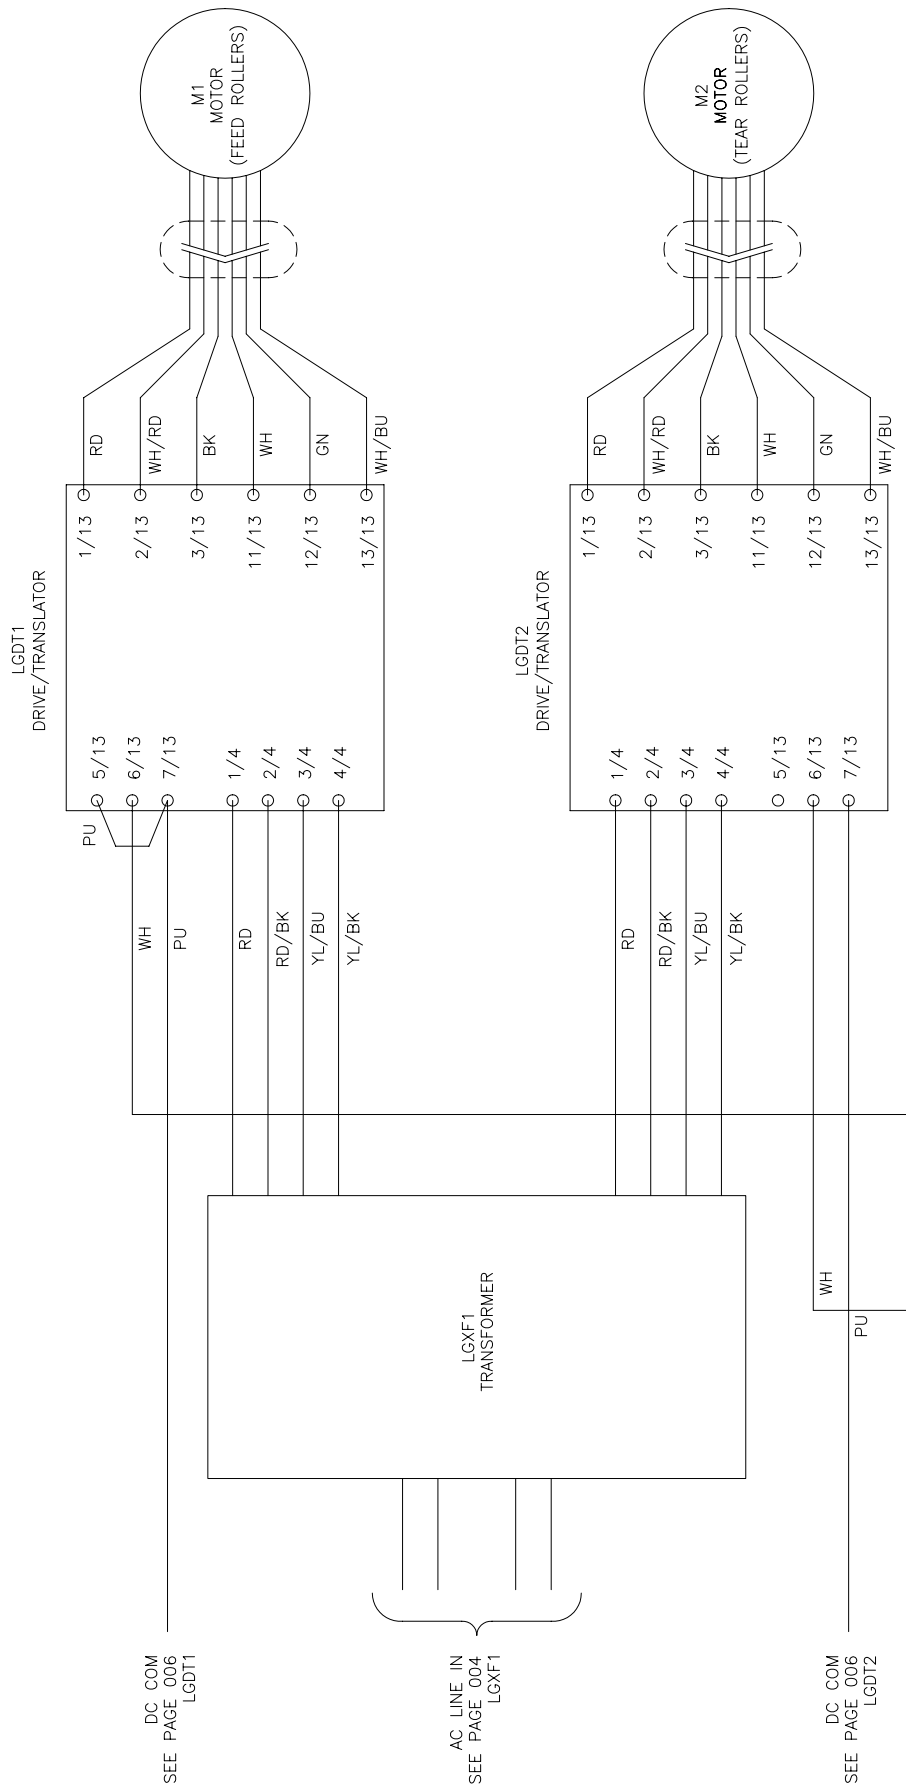 M1
MOTOR
(FEED ROLLERS)
RD
WH/RD
BK
WH
GN
WH/BU
1/13
2/13
3/13
11/13
12/13
13/13
LGDT1
DRIVE/TRANSLATOR
5/13
6/13
7/13
1/4
2/4
3/4
4/4
PU
WH
PU
RD
RD/BK
YL/BU
YL/BK
M2
MOTOR
(TEAR ROLLERS)
RD
WH/RD
BK
WH
GN
WH/BU
1/13
2/13
3/13
11/13
12/13
13/13
LGDT2
DRIVE/TRANSLATOR
1/4
2/4
3/4
4/4
5/13
6/13
7/13
RD
RD/BK
YL/BU
YL/BK
WH
PU
LGXF1
TRANSFORMER
DC COM
SEE PAGE 006
LGDT1
AC LINE IN
SEE PAGE 004
LGXF1
DC COM
SEE PAGE 006
LGDT2